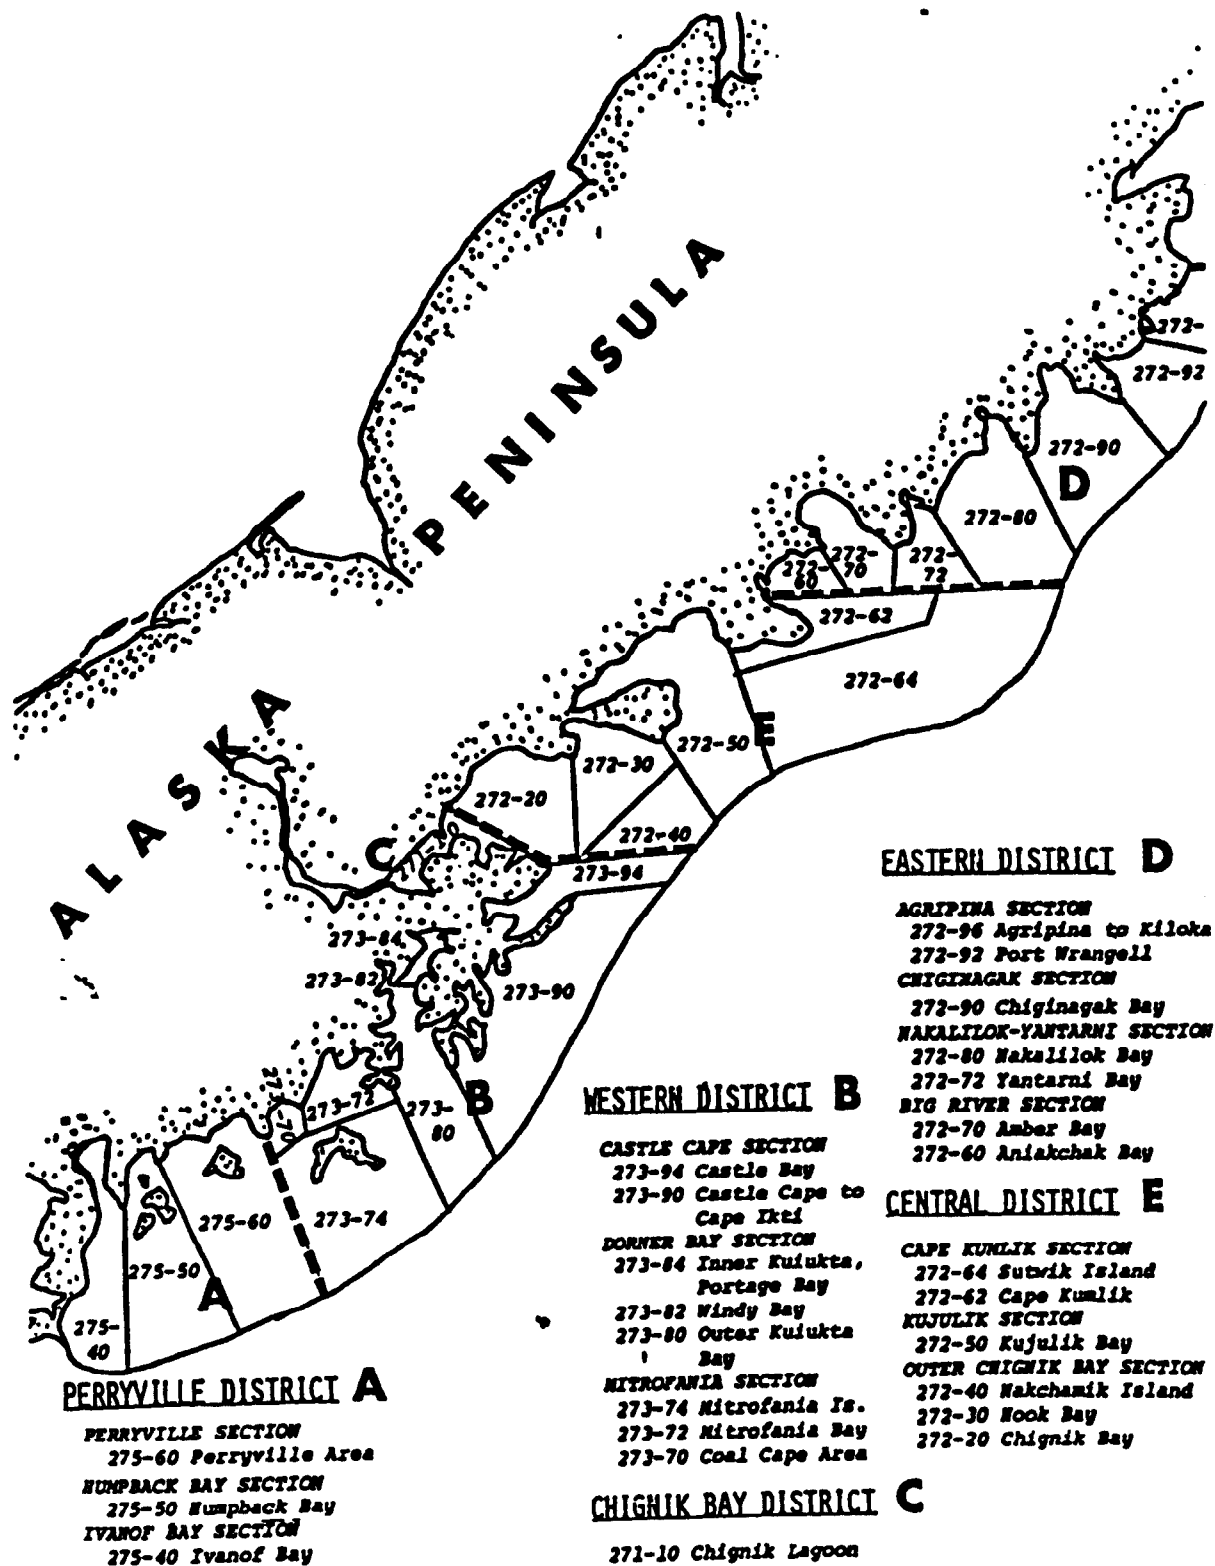 ALASKA PENINSULA
272-
272-92
272-90
D
272-80
272-
70
272-
60
272-
72
272-62
272-64
E
272-50
272-30
272-20
272-40
C
273-94
273-84
273-82
273-90
B
273-72
273-70
273-
80
273-74
275-60
275-50
A
275-
40
PERRYVILLE DISTRICT A
PERRYVILLE SECTION
275-60 Perryville Area
HUMPBACK BAY SECTION
275-50 Humpback Bay
IVANOF BAY SECTION
275-40 Ivanof Bay
WESTERN DISTRICT B
CASTLE CAPE SECTION
273-94 Castle Bay
273-90 Castle Cape to
Cape Ikti
DORNER BAY SECTION
273-84 Inner Kuiukta,
Portage Bay
273-82 Windy Bay
273-80 Outer Kuiukta
Bay
MITROFANIA SECTION
273-74 Mitrofania Is.
273-72 Mitrofania Bay
273-70 Coal Cape Area
CHIGNIK BAY DISTRICT C
271-10 Chignik Lagoon
EASTERN DISTRICT D
AGRIPINA SECTION
272-96 Agripina to Kiloka
272-92 Port Wrangell
CHIGINAGAK SECTION
272-90 Chiginagak Bay
NAKALILOK-YANTARNI SECTION
272-80 Nakalilok Bay
272-72 Yantarni Bay
BIG RIVER SECTION
272-70 Amber Bay
272-60 Aniakchak Bay
CENTRAL DISTRICT E
CAPE KUMLIK SECTION
272-64 Sutwik Island
272-62 Cape Kumlik
KUJULIK SECTION
272-50 Kujulik Bay
OUTER CHIGNIK BAY SECTION
272-40 Nakchamik Island
272-30 Hook Bay
272-20 Chignik Bay